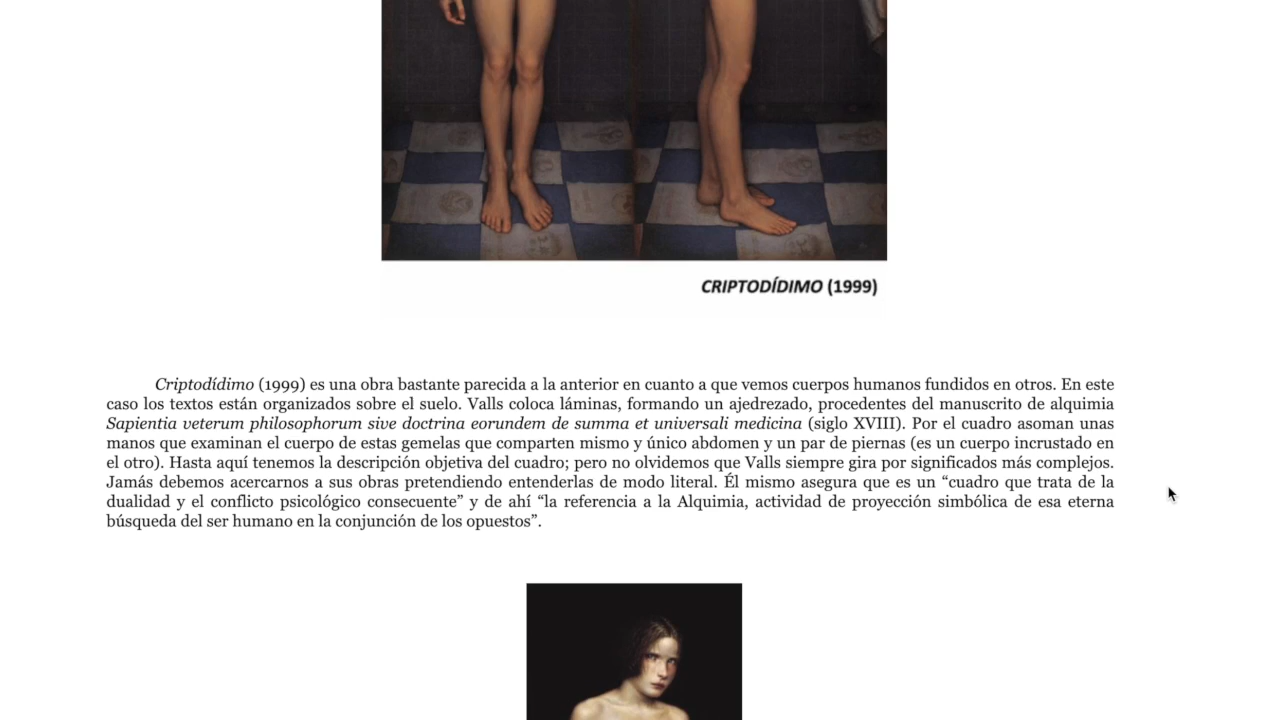 CRIPTODÍDIMO (1999)
Criptodídimo (1999) es una obra bastante parecida a la anterior en cuanto a que vemos cuerpos humanos fundidos en otros. En este
caso los textos están organizados sobre el suelo. Valls coloca láminas, formando un ajedrezado, procedentes del manuscrito de alquimia
Sapientia veterum philosophorum sive doctrina eorundem de summa et universali medicina (siglo XVIII). Por el cuadro asoman unas
manos que examinan el cuerpo de estas gemelas que comparten mismo y único abdomen y un par de piernas (es un cuerpo incrustado en
el otro). Hasta aquí tenemos la descripción objetiva del cuadro; pero no olvidemos que Valls siempre gira por significados más complejos.
Jamás debemos acercarnos a sus obras pretendiendo entenderlas de modo literal. Él mismo asegura que es un “cuadro que trata de la
dualidad y el conflicto psicológico consecuente” y de ahí “la referencia a la Alquimia, actividad de proyección simbólica de esa eterna
búsqueda del ser humano en la conjunción de los opuestos”.